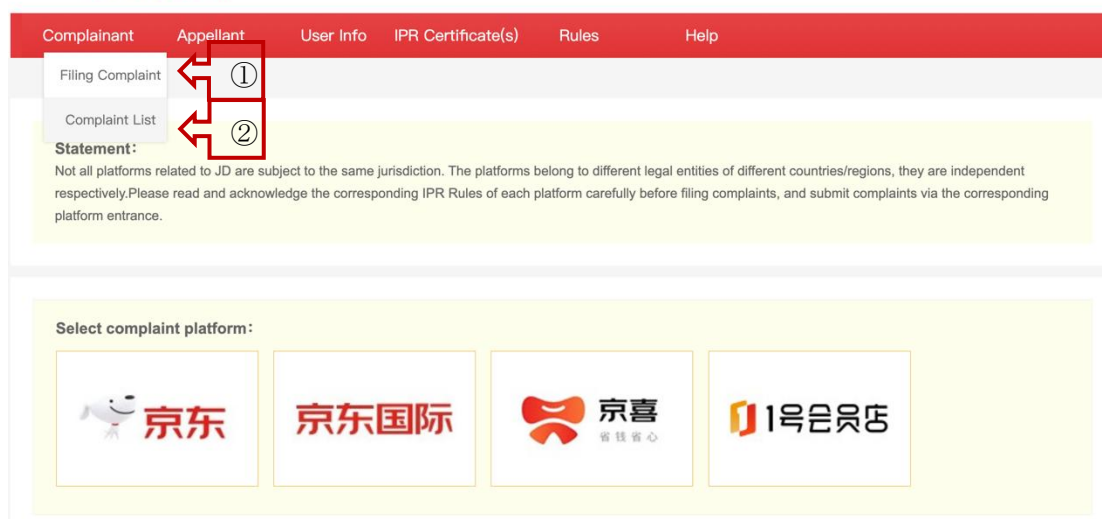 Complainant Appellant User Info IPR Certificate(s) Rules Help
Filing Complaint ①
Complaint List ②
Statement：
Not all platforms related to JD are subject to the same jurisdiction. The platforms belong to different legal entities of different countries/regions, they are independent
respectively.Please read and acknowledge the corresponding IPR Rules of each platform carefully before filing complaints, and submit complaints via the corresponding
platform entrance.
Select complaint platform：
京东
京东国际
京喜
省钱省心
1号会员店